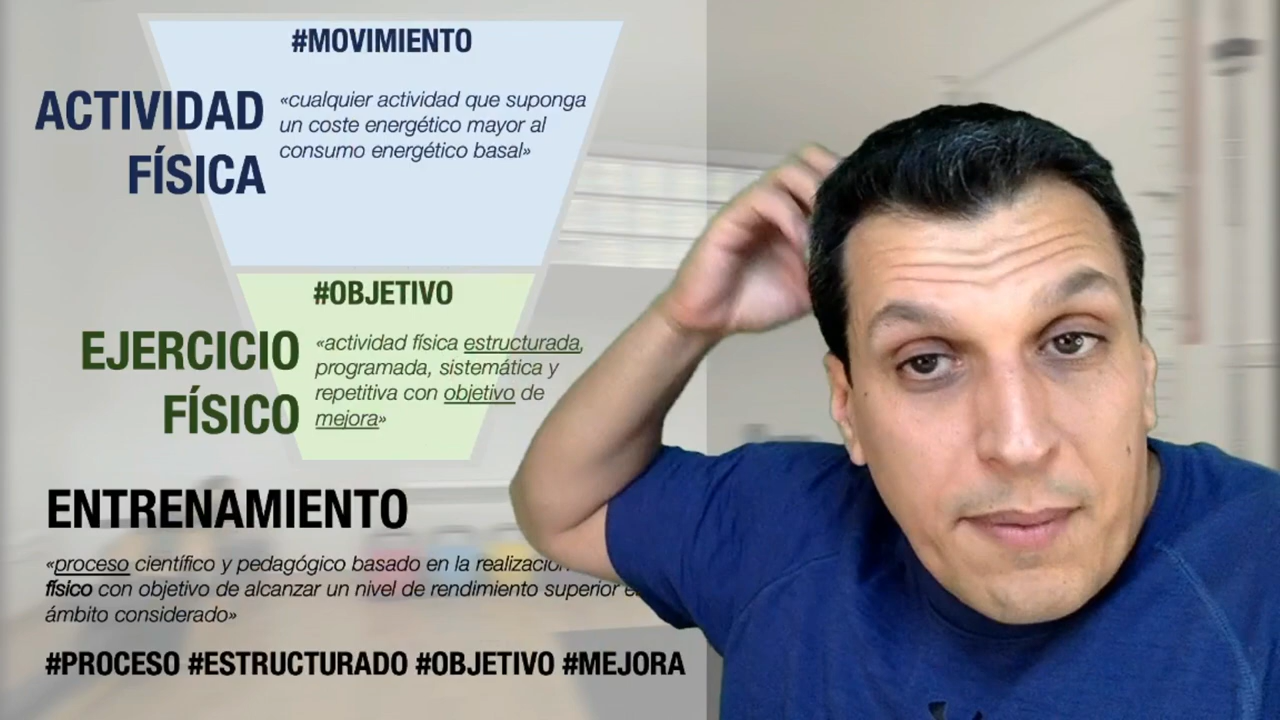 #MOVIMIENTO
ACTIVIDAD
FÍSICA
«cualquier actividad que suponga
un coste energético mayor al
consumo energético basal»
#OBJETIVO
EJERCICIO
FÍSICO
«actividad física estructurada,
programada, sistemática y
repetitiva con objetivo de
mejora»
ENTRENAMIENTO
«proceso científico y pedagógico basado en la realización
físico con objetivo de alcanzar un nivel de rendimiento superior
ámbito considerado»
#PROCESO #ESTRUCTURADO #OBJETIVO #MEJORA